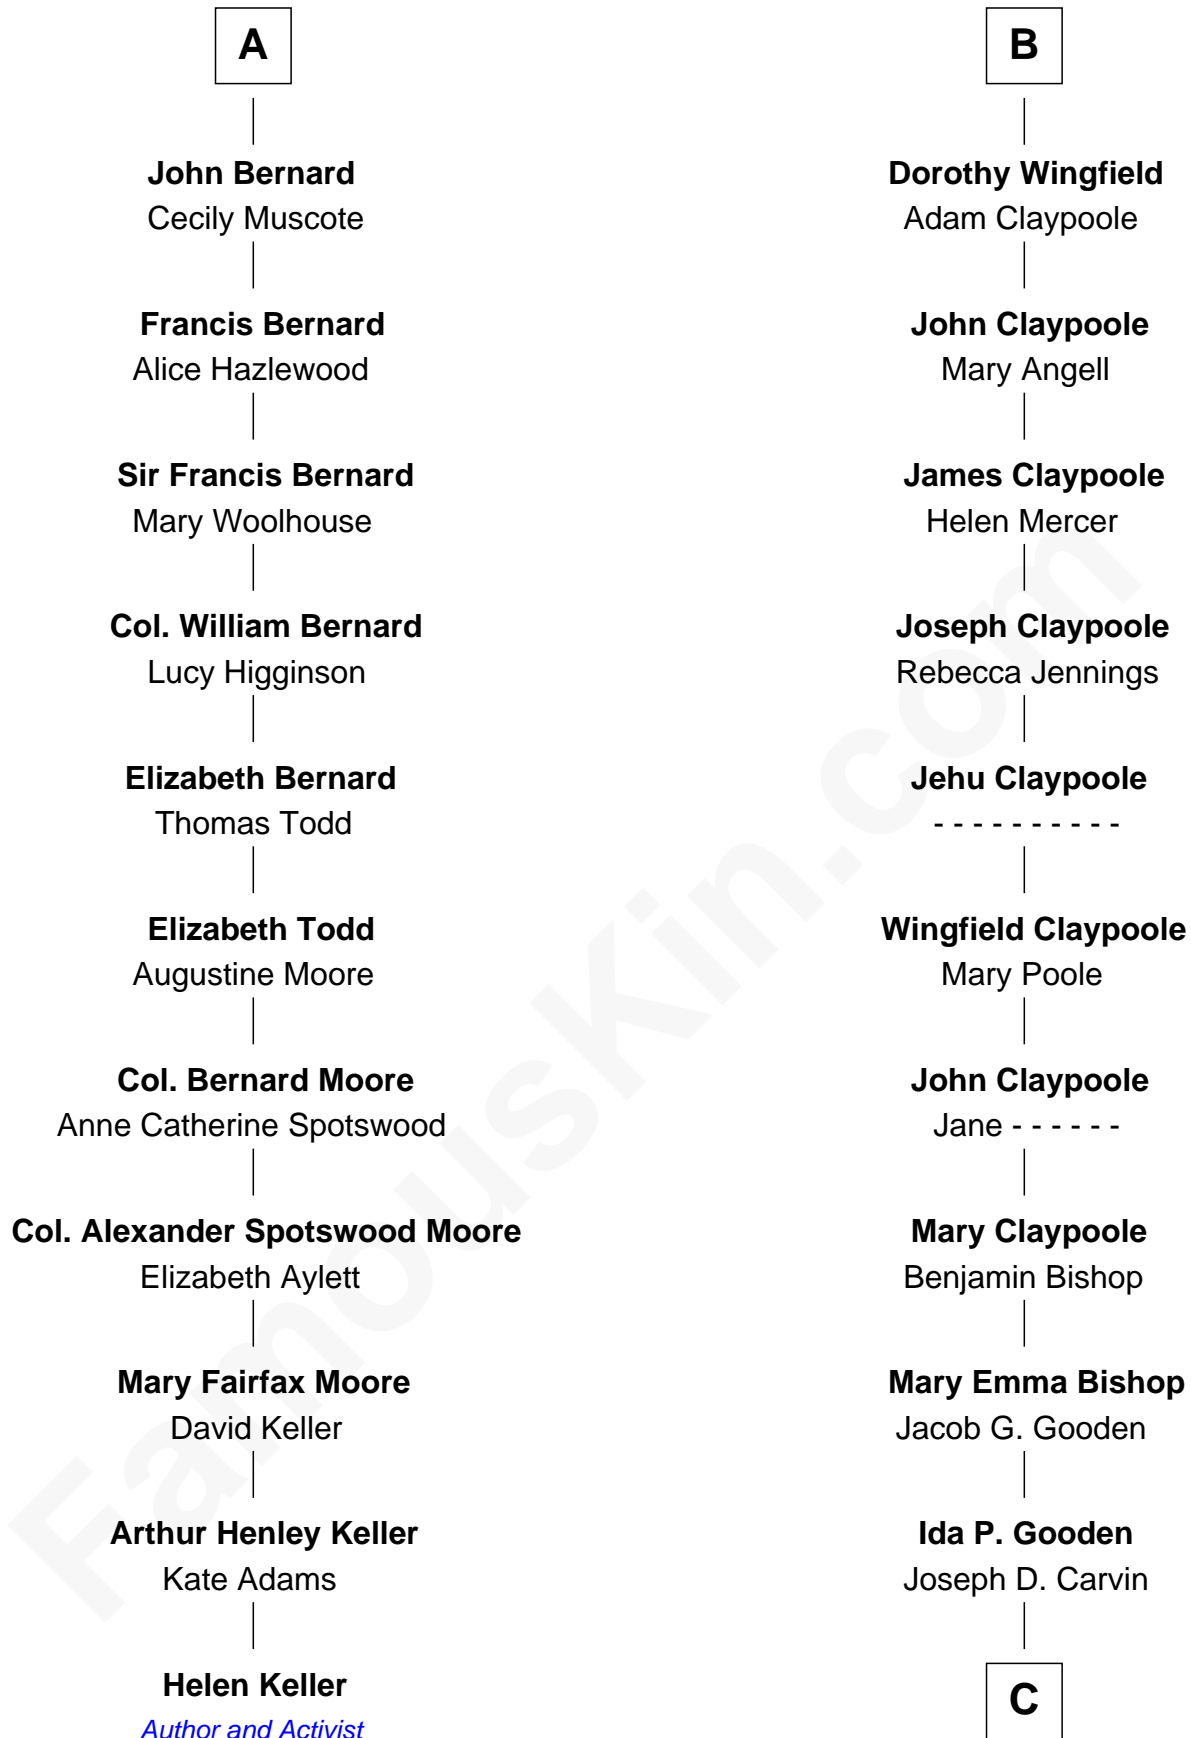 A
John Bernard
Cecily Muscote
Francis Bernard
Alice Hazlewood
Sir Francis Bernard
Mary Woolhouse
Col. William Bernard
Lucy Higginson
Elizabeth Bernard
Thomas Todd
Elizabeth Todd
Augustine Moore
Col. Bernard Moore
Anne Catherine Spotswood
Col. Alexander Spotswood Moore
Elizabeth Aylett
Mary Fairfax Moore
David Keller
Arthur Henley Keller
Kate Adams
Helen Keller
Author and Activist
B
Dorothy Wingfield
Adam Claypoole
John Claypoole
Mary Angell
James Claypoole
Helen Mercer
Joseph Claypoole
Rebecca Jennings
Jehu Claypoole
- - - - - - - - - -
Wingfield Claypoole
Mary Poole
John Claypoole
Jane - - - - - -
Mary Claypoole
Benjamin Bishop
Mary Emma Bishop
Jacob G. Gooden
Ida P. Gooden
Joseph D. Carvin
C
FamousKin.com